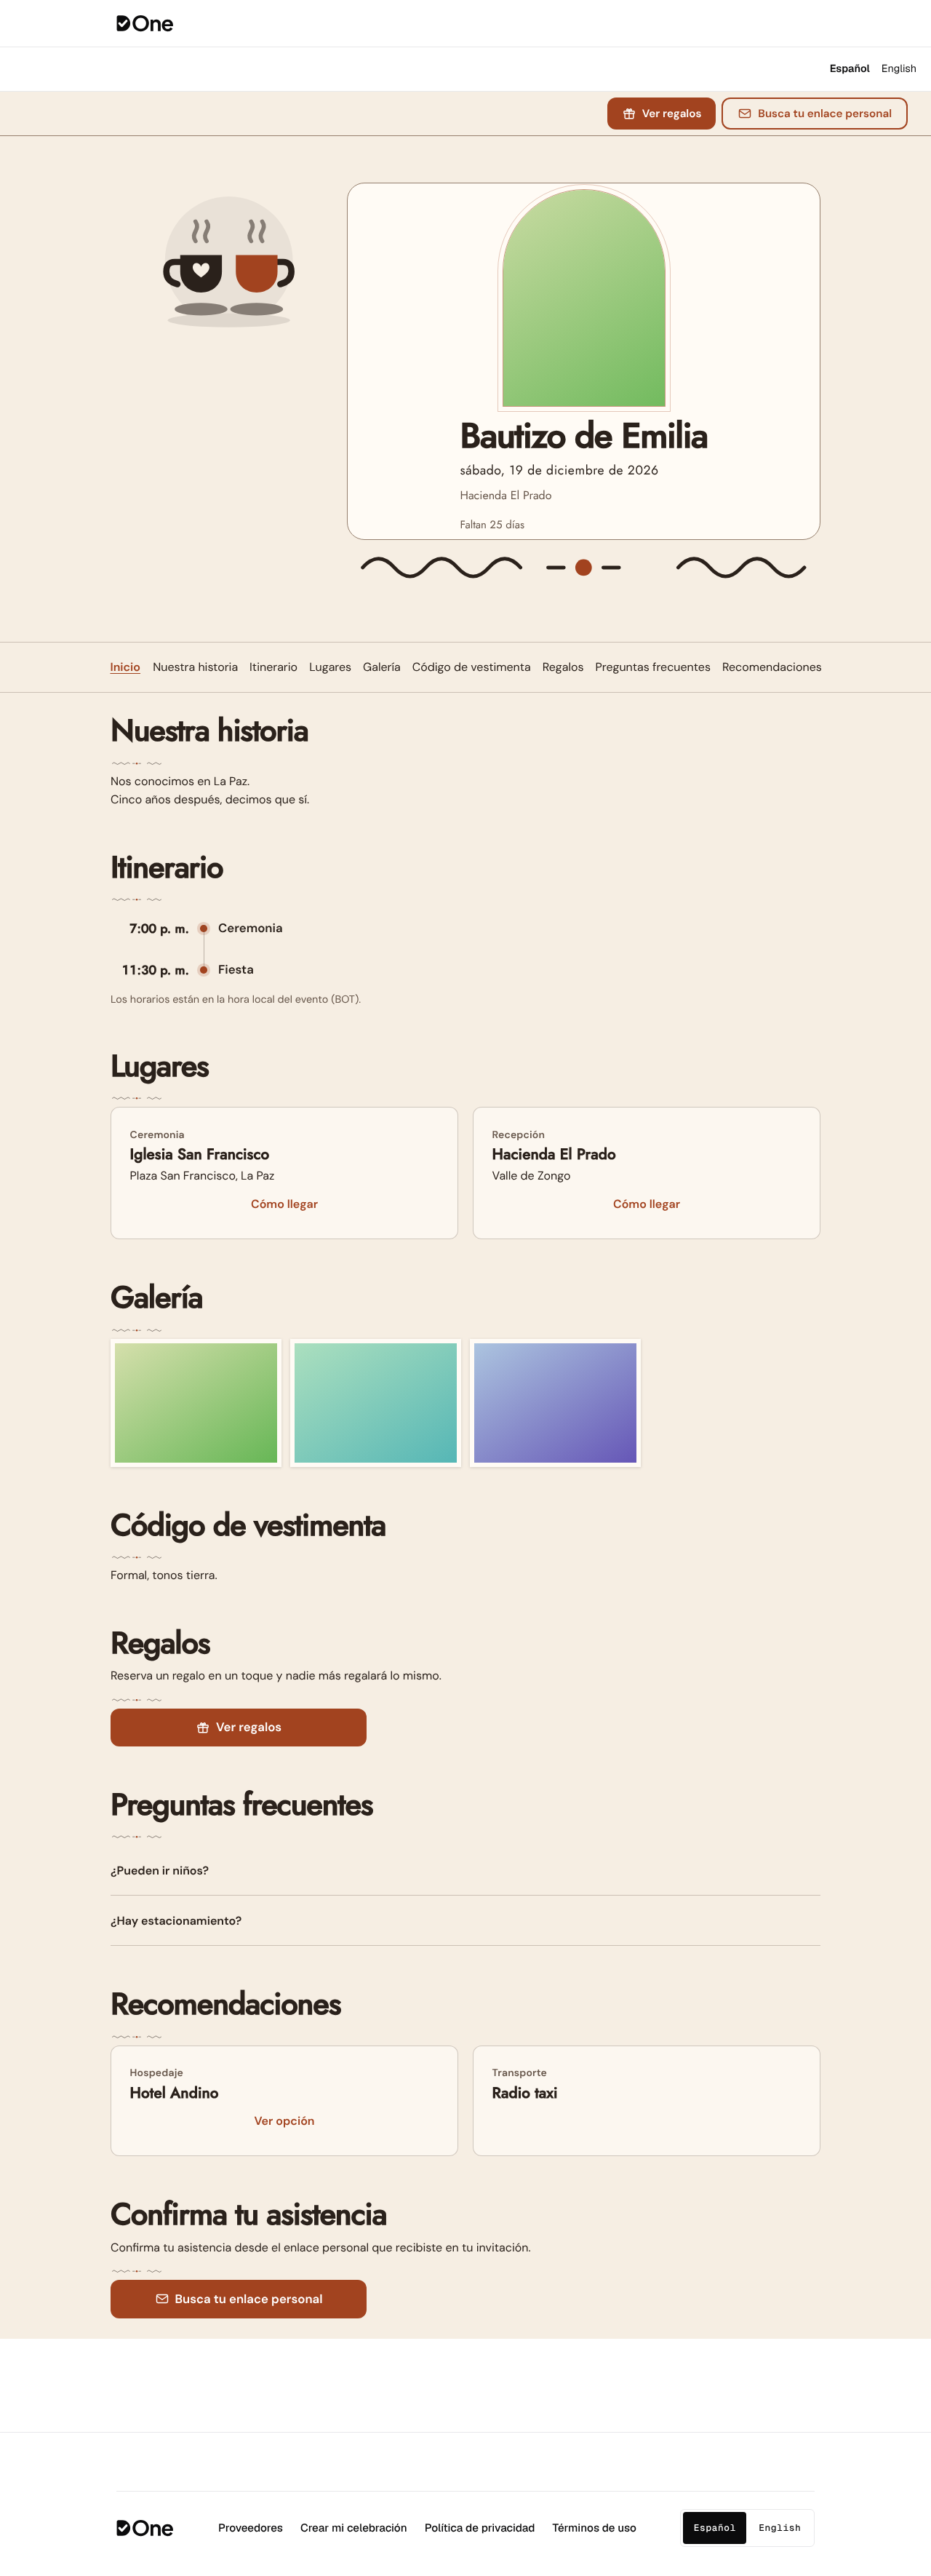 One
Español English
Ver regalos Busca tu enlace personal
Bautizo de Emilia
sábado, 19 de diciembre de 2026
Hacienda El Prado
Faltan 25 días
Inicio Nuestra historia Itinerario Lugares Galería Código de vestimenta Regalos Preguntas frecuentes Recomendaciones
Nuestra historia
Nos conocimos en La Paz.
Cinco años después, decimos que sí.
Itinerario
7:00 p. m. Ceremonia
11:30 p. m. Fiesta
Los horarios están en la hora local del evento (BOT).
Lugares
Ceremonia
Iglesia San Francisco
Plaza San Francisco, La Paz
Cómo llegar
Recepción
Hacienda El Prado
Valle de Zongo
Cómo llegar
Galería
Código de vestimenta
Formal, tonos tierra.
Regalos
Reserva un regalo en un toque y nadie más regalará lo mismo.
Ver regalos
Preguntas frecuentes
¿Pueden ir niños?
¿Hay estacionamiento?
Recomendaciones
Hospedaje
Hotel Andino
Ver opción
Transporte
Radio taxi
Confirma tu asistencia
Confirma tu asistencia desde el enlace personal que recibiste en tu invitación.
Busca tu enlace personal
One Proveedores Crear mi celebración Política de privacidad Términos de uso Español English